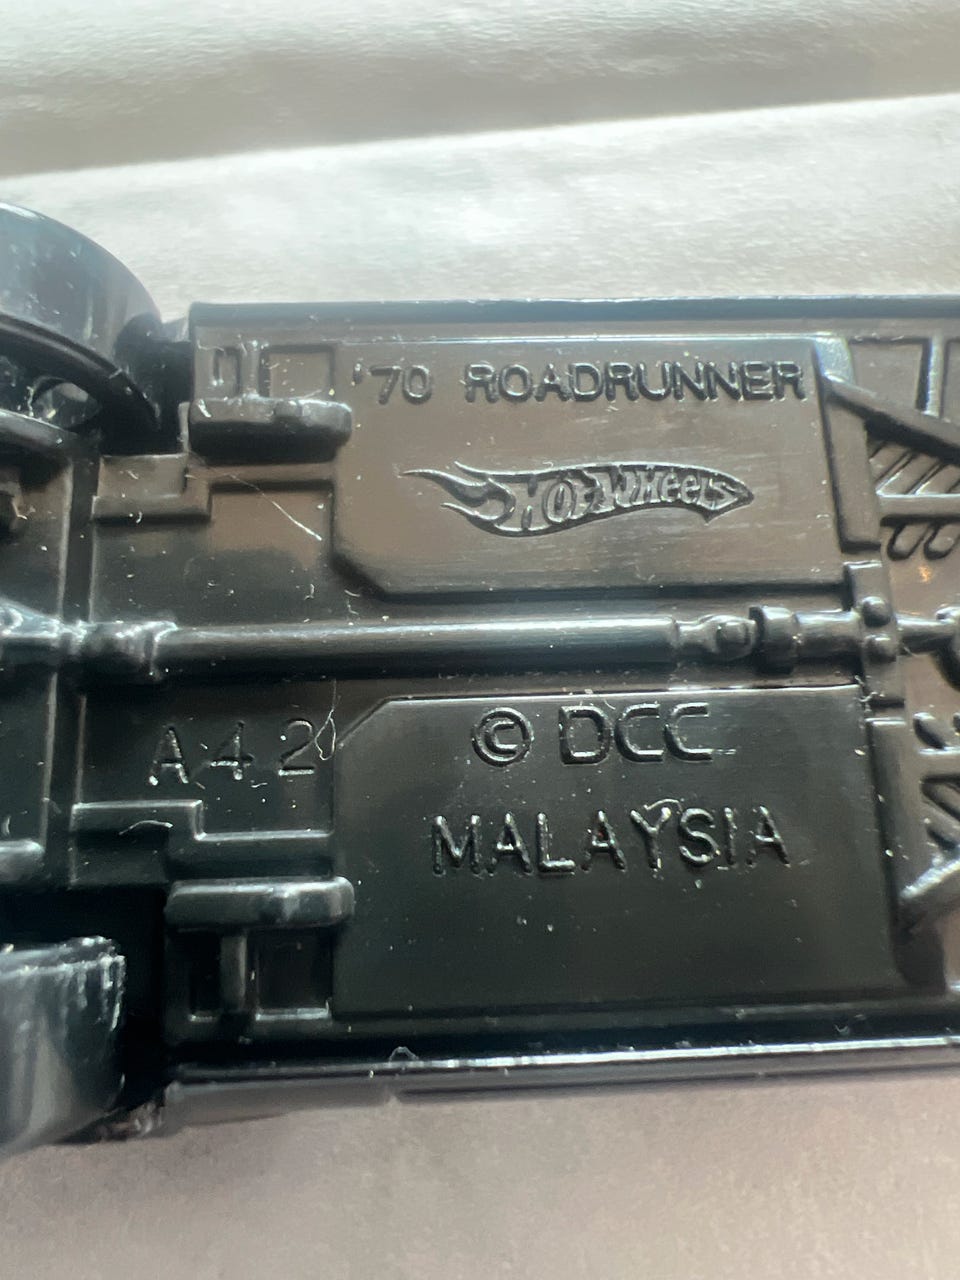 '70 ROADRUNNER
HOT WHEELS
A42
© DCC
MALAYSIA